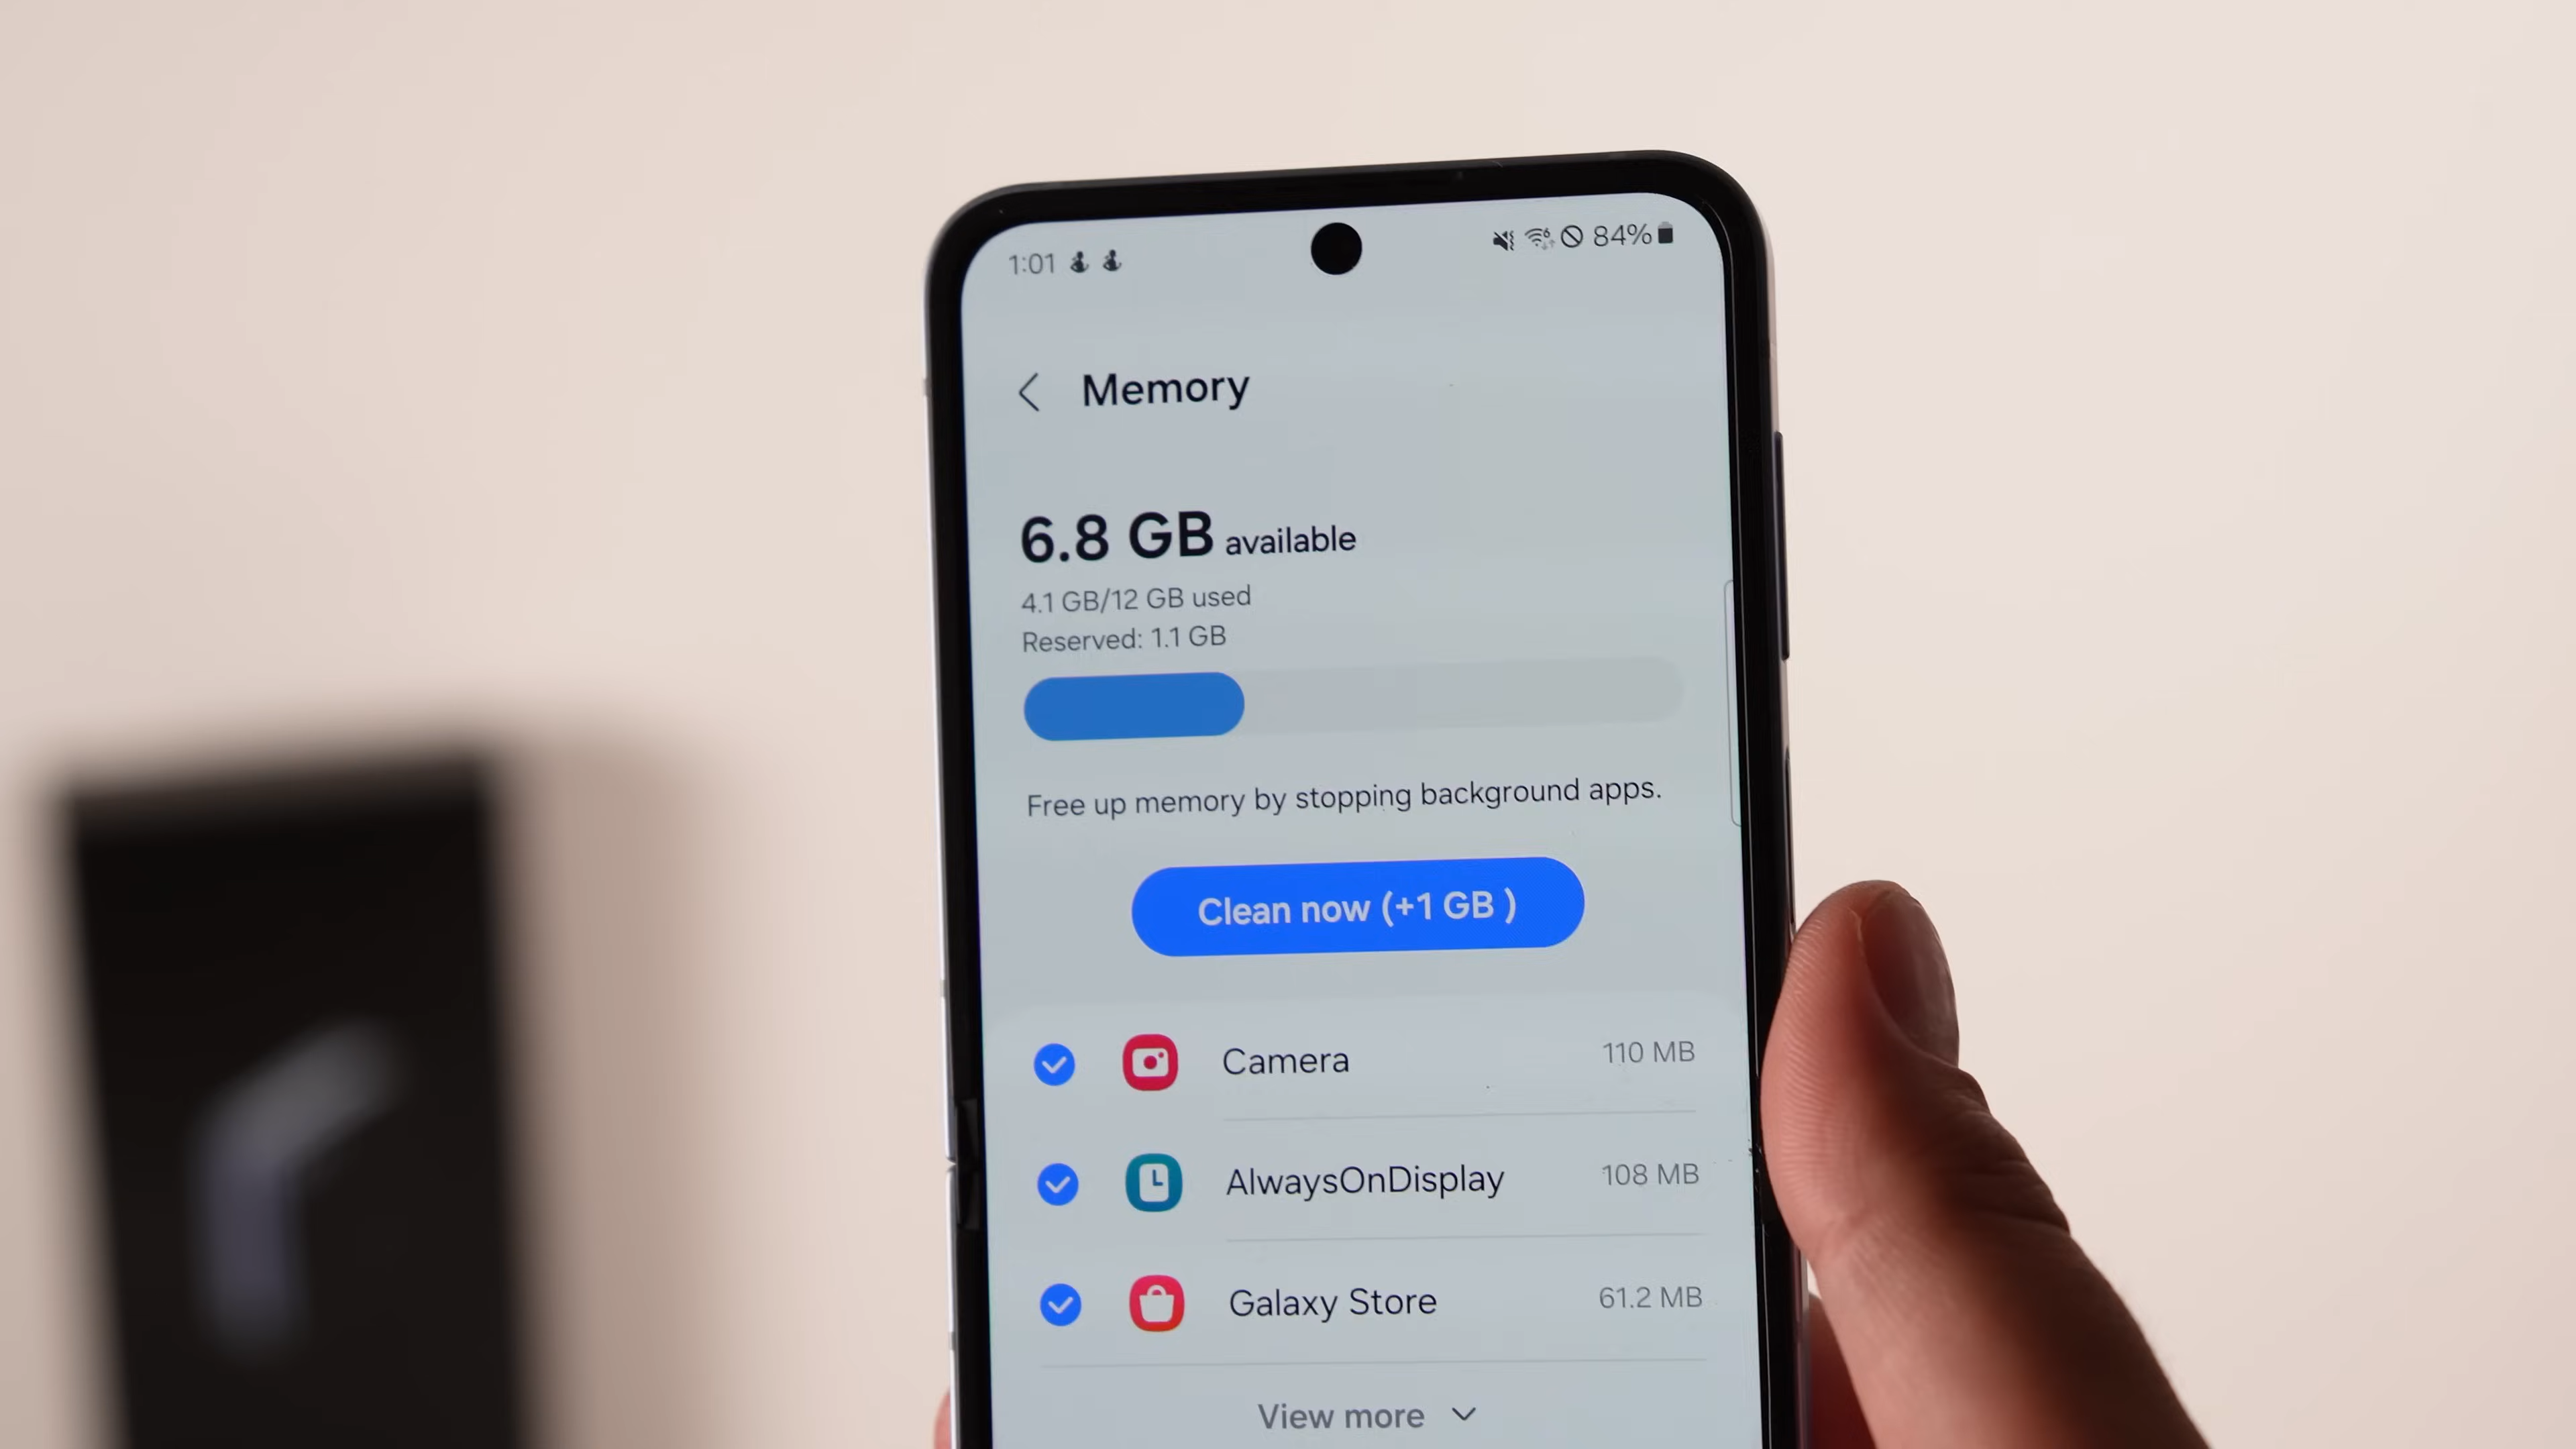 1:01 84%
Memory
6.8 GB available
4.1 GB/12 GB used
Reserved: 1.1 GB
Free up memory by stopping background apps.
Clean now (+1 GB )
Camera 110 MB
AlwaysOnDisplay 108 MB
Galaxy Store 61.2 MB
View more